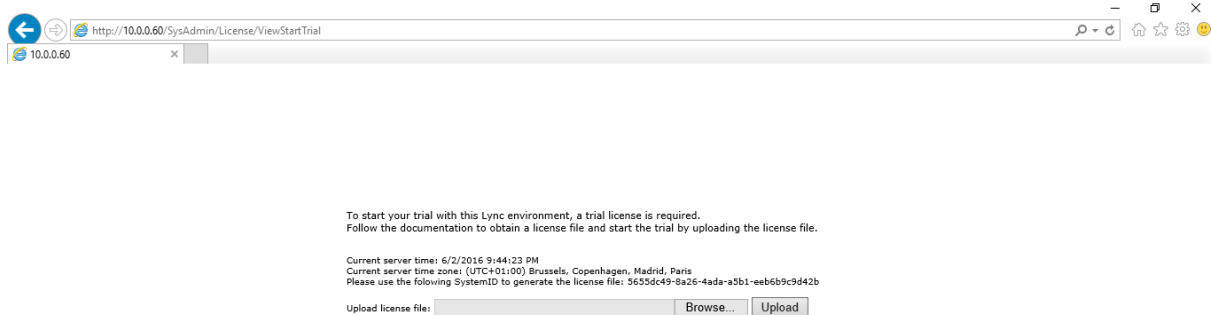 http://10.0.0.60/SysAdmin/License/ViewStartTrial
10.0.0.60
To start your trial with this Lync environment, a trial license is required.
Follow the documentation to obtain a license file and start the trial by uploading the license file.
Current server time: 6/2/2016 9:44:23 PM
Current server time zone: (UTC+01:00) Brussels, Copenhagen, Madrid, Paris
Please use the folowing SystemID to generate the license file: 5655dc49-8a26-4ada-a5b1-eeb6b9c9d42b
Upload license file: Browse... Upload